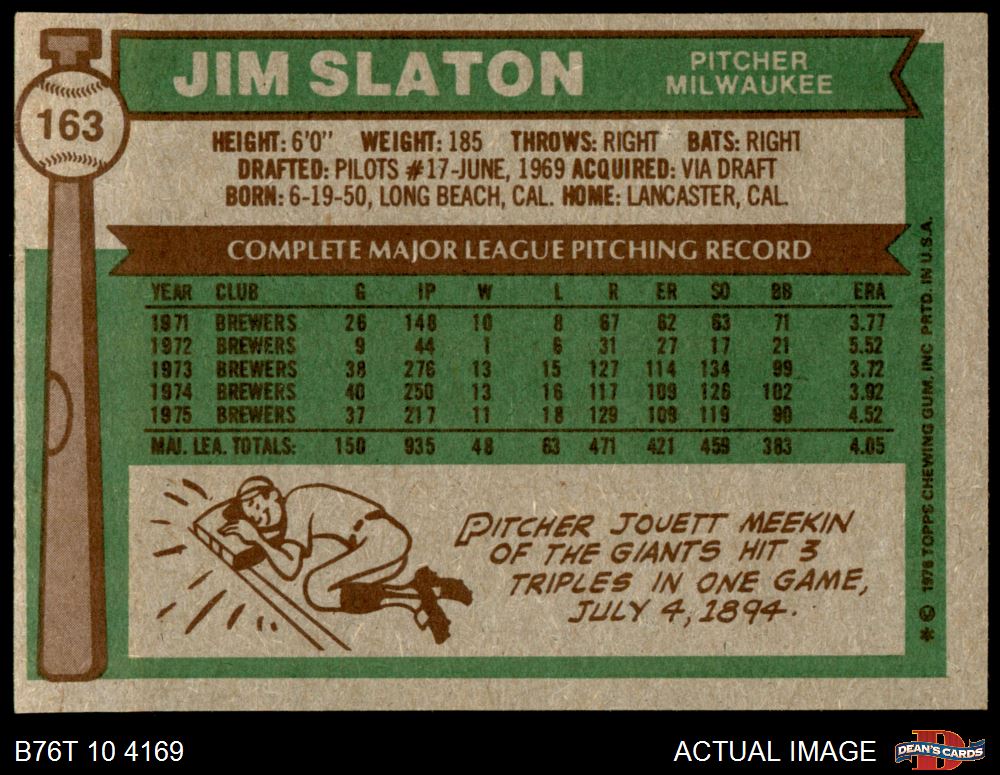 163
JIM SLATON
PITCHER
MILWAUKEE
HEIGHT: 6'0" WEIGHT: 185 THROWS: RIGHT BATS: RIGHT
DRAFTED: PILOTS #17-JUNE, 1969 ACQUIRED: VIA DRAFT
BORN: 6-19-50, LONG BEACH, CAL. HOME: LANCASTER, CAL.
COMPLETE MAJOR LEAGUE PITCHING RECORD
YEAR CLUB G IP W L R ER SO BB ERA
1971 BREWERS 26 148 10 8 67 62 63 71 3.77
1972 BREWERS 9 44 1 6 31 27 17 21 5.52
1973 BREWERS 38 276 13 15 127 114 134 99 3.72
1974 BREWERS 40 250 13 16 117 109 126 102 3.92
1975 BREWERS 37 217 11 18 129 109 119 90 4.52
MAJ. LEA. TOTALS: 150 935 48 63 471 421 459 383 4.05
PITCHER JOUETT MEEKIN
OF THE GIANTS HIT 3
TRIPLES IN ONE GAME,
JULY 4, 1894.
* © 1976 TOPPS CHEWING GUM, INC PRTD. IN U.S.A.
B76T 10 4169
ACTUAL IMAGE
D
DEAN'S CARDS